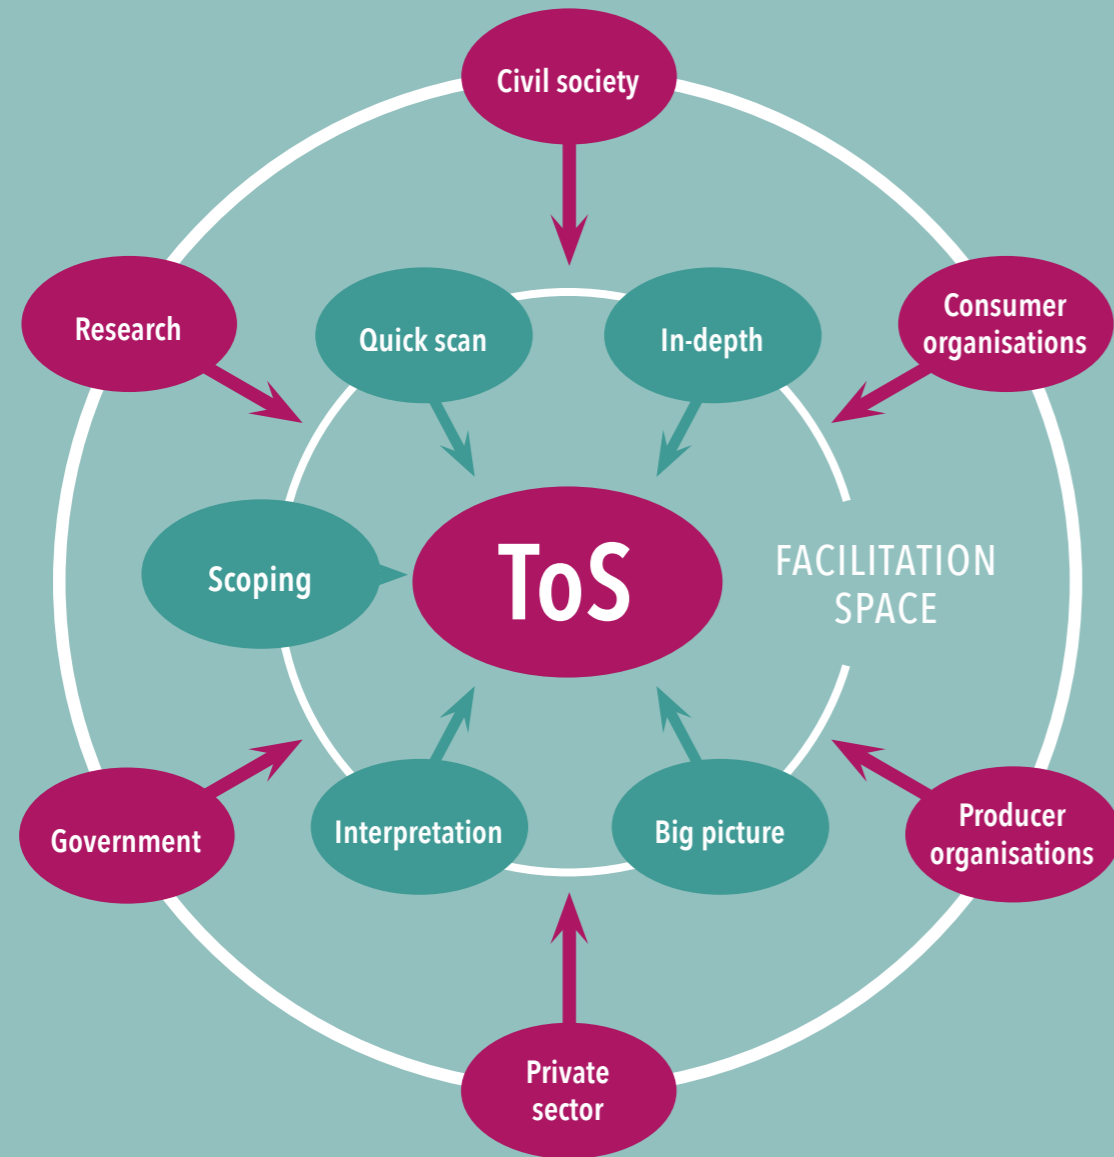 Civil society
Research
Quick scan
In-depth
Consumer
organisations
Scoping
ToS
FACILITATION
SPACE
Government
Interpretation
Big picture
Producer
organisations
Private
sector